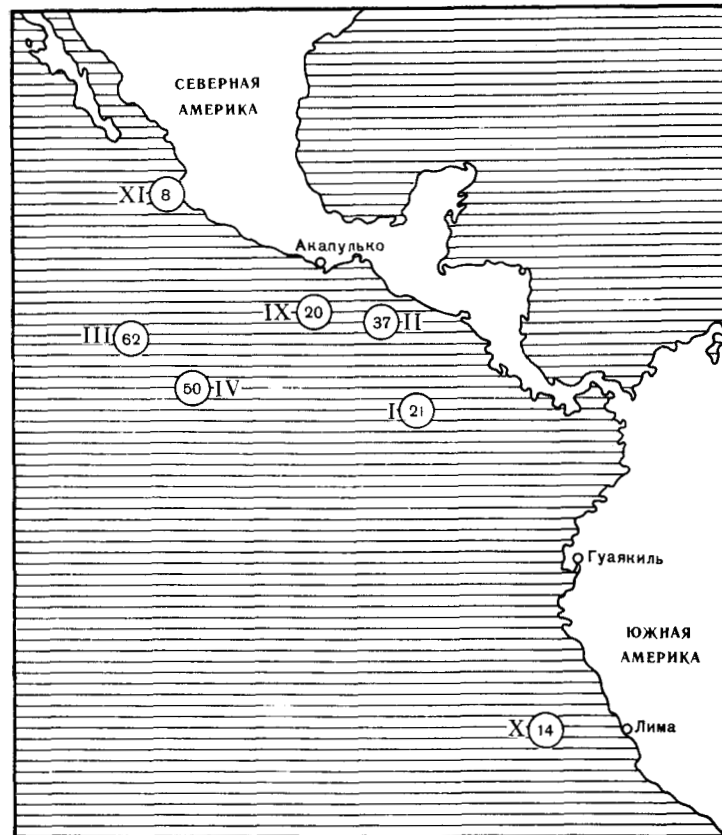 СЕВЕРНАЯ
АМЕРИКА
XI 8
Акапулько
IX 20
37 II
III 62
50 IV
I 21
Гуаякиль
ЮЖНАЯ
АМЕРИКА
X 14
Лима